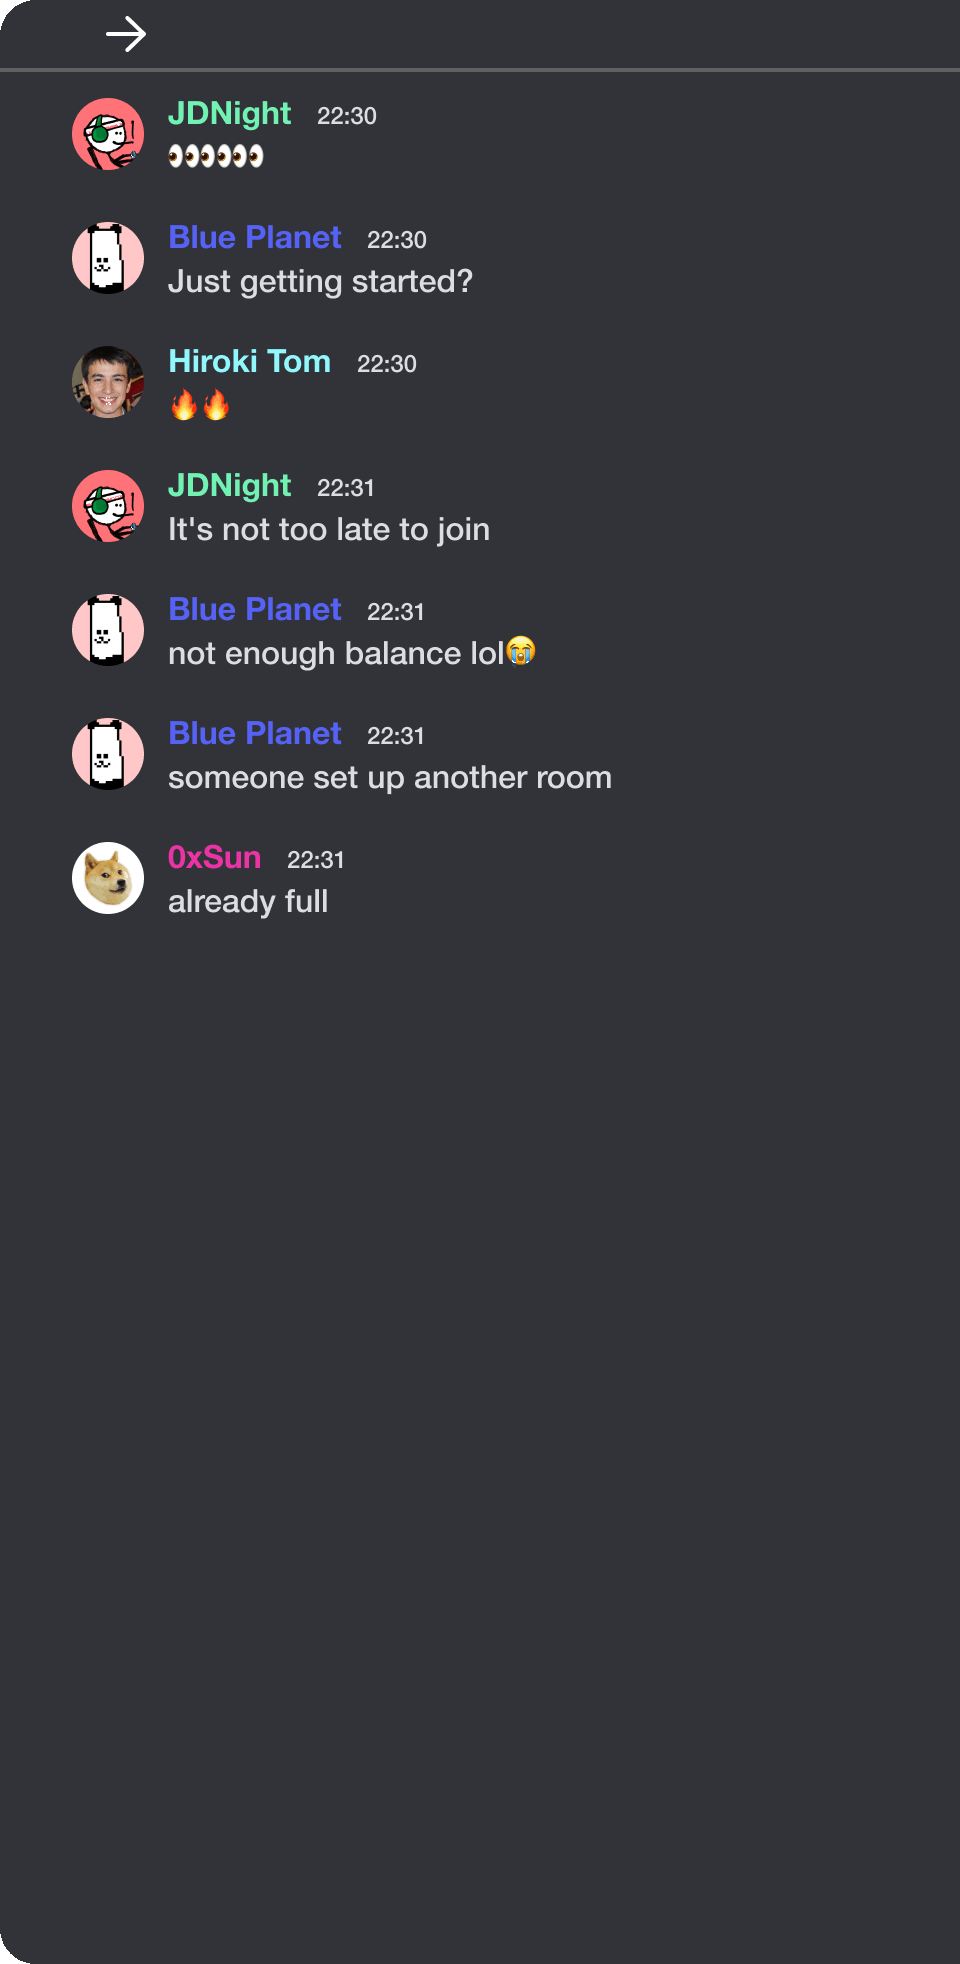 JDNight 22:30
👀👀👀
Blue Planet 22:30
Just getting started?
Hiroki Tom 22:30
🔥🔥
JDNight 22:31
It's not too late to join
Blue Planet 22:31
not enough balance lol😭
Blue Planet 22:31
someone set up another room
0xSun 22:31
already full